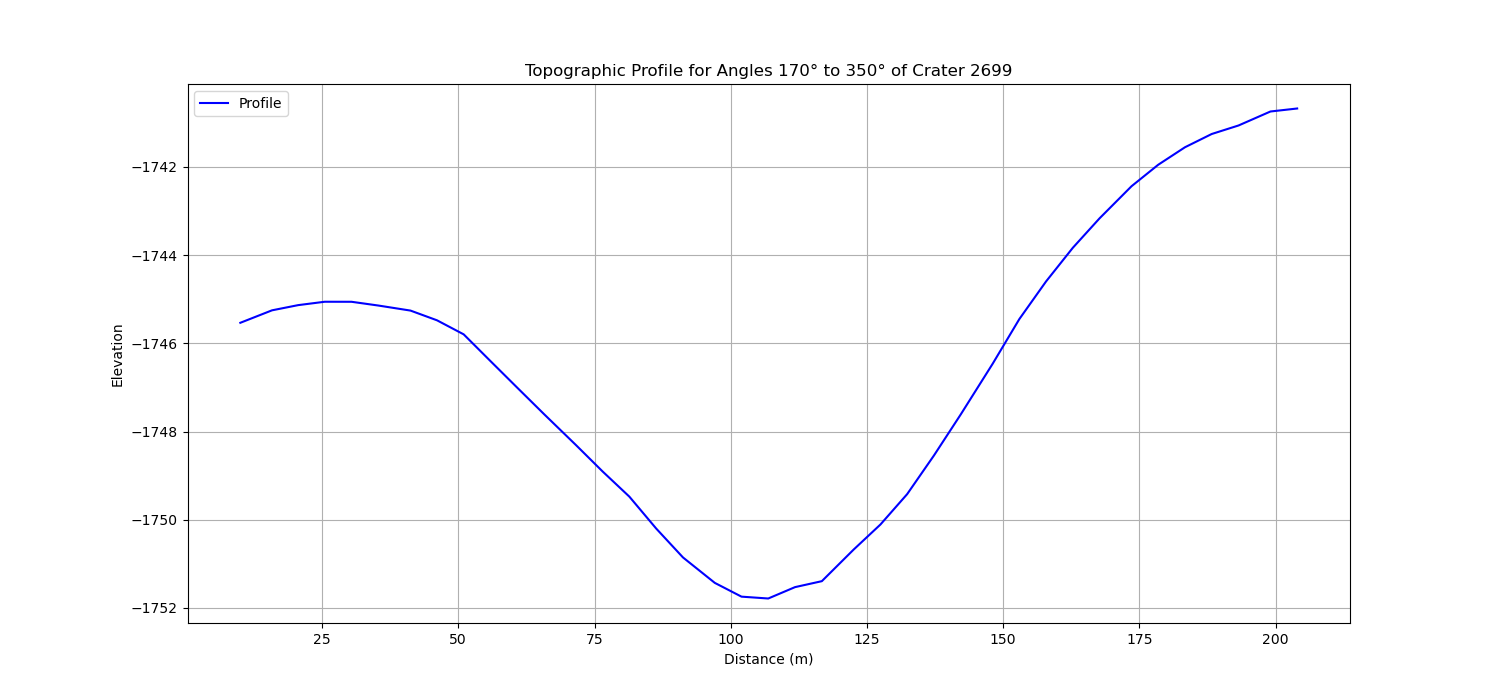 Topographic Profile for Angles 170° to 350° of Crater 2699
Profile
−1742
−1744
−1746
−1748
−1750
−1752
Elevation
25 50 75 100 125 150 175 200
Distance (m)